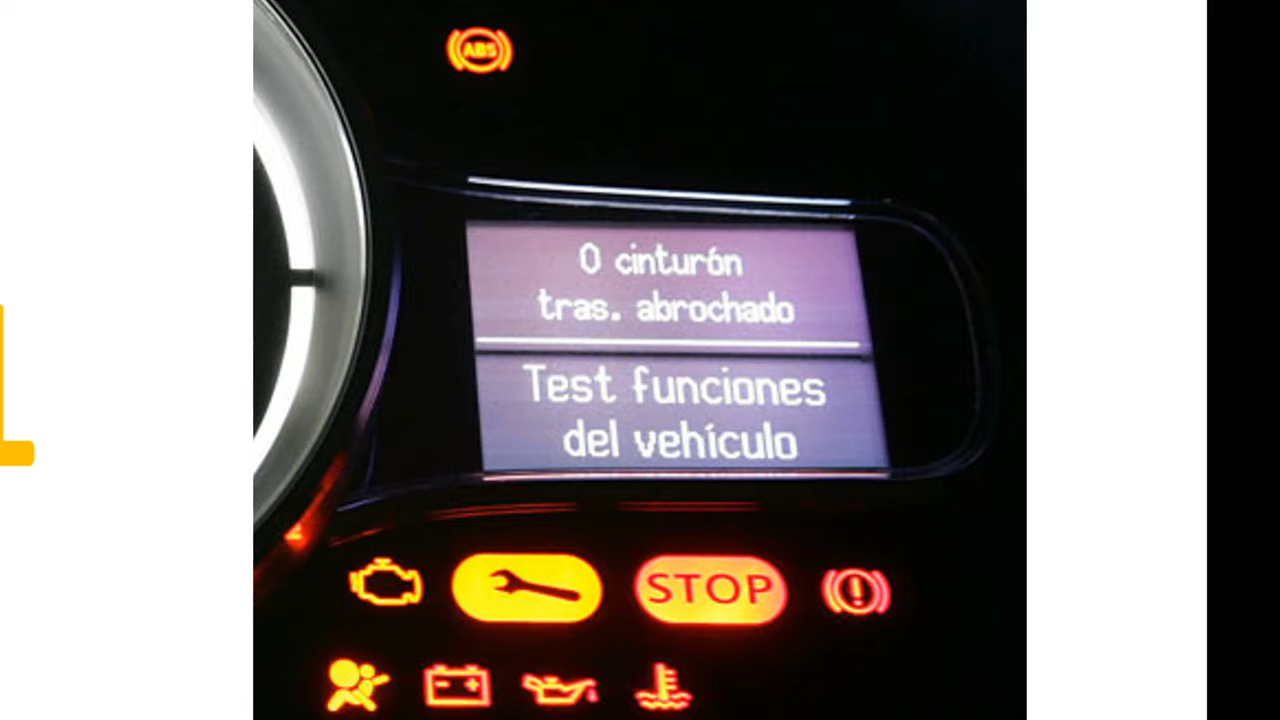 ABS
0 cinturón
tras. abrochado
Test funciones
del vehículo
STOP